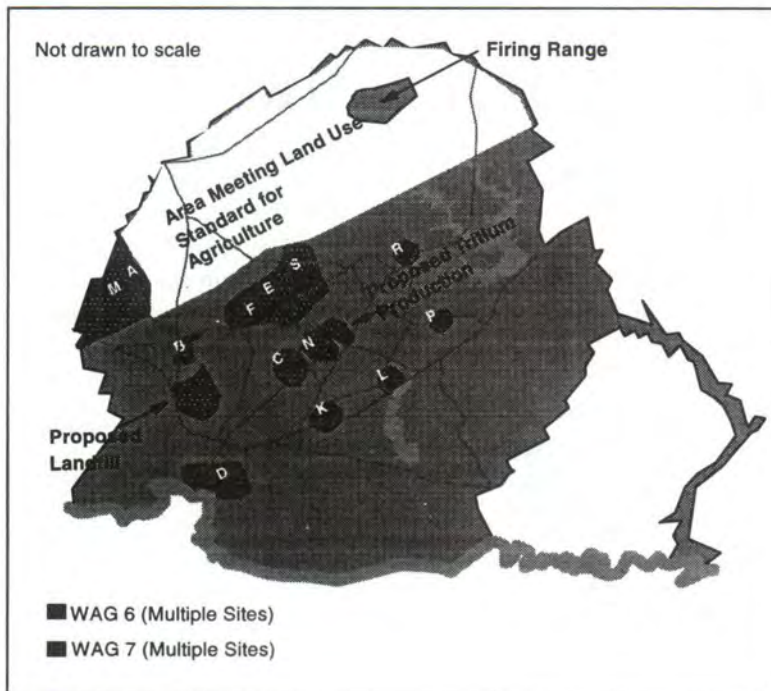 Not drawn to scale
Firing Range
Area Meeting Land Use
Standard for
Agriculture
M A
S
E
F
R
Proposed Tritium
Production
P
N
C
L
K
Proposed
Landfill
D
WAG 6 (Multiple Sites)
WAG 7 (Multiple Sites)